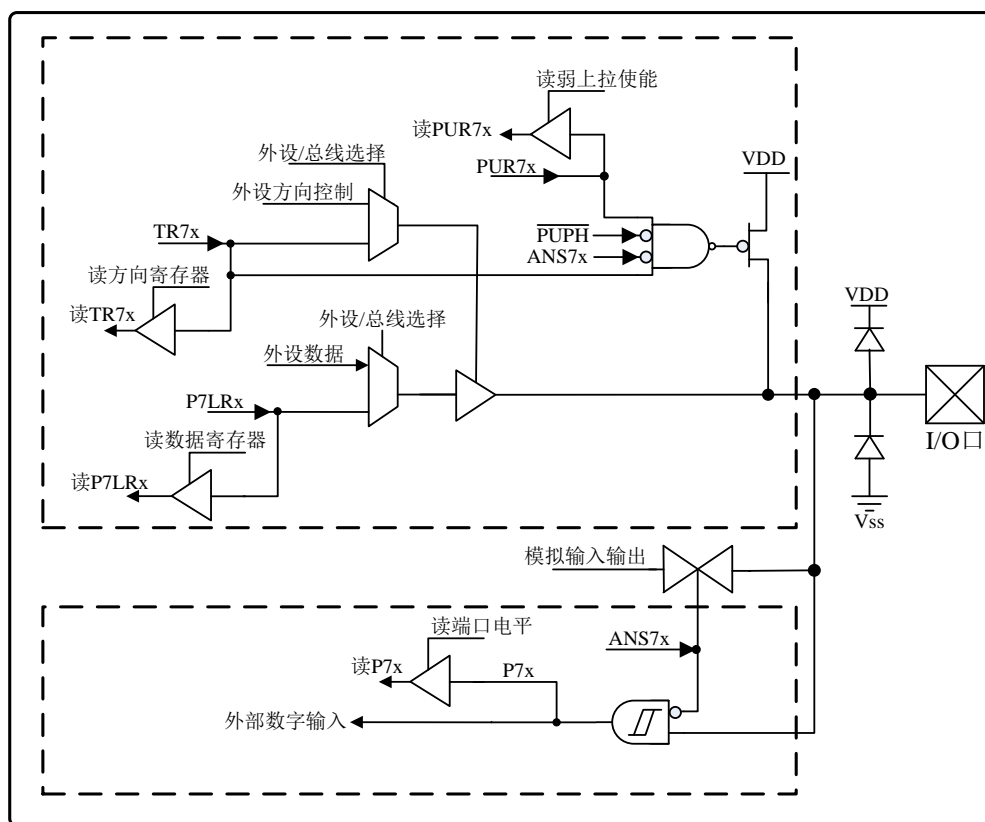 读弱上拉使能
读PUR7x
PUR7x
外设/总线选择
外设方向控制
VDD
TR7x
PUPH
ANS7x
读方向寄存器
读TR7x
外设/总线选择
外设数据
VDD
P7LRx
I/O口
读数据寄存器
读P7LRx
Vss
模拟输入输出
ANS7x
读端口电平
读P7x
P7x
外部数字输入